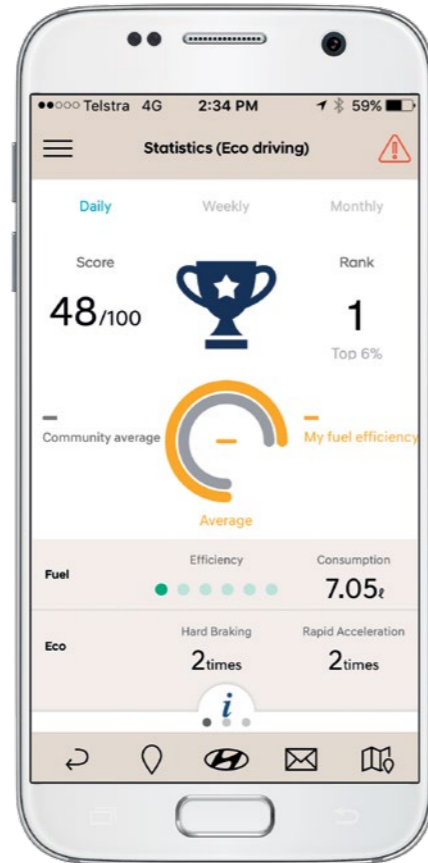 Telstra 4G 2:34 PM 59%
Statistics (Eco driving)
Daily Weekly Monthly
Score Rank
48/100 1
Top 6%
Community average My fuel efficiency
Average
Efficiency Consumption
Fuel 7.05ℓ
Hard Braking Rapid Acceleration
Eco 2times 2times
i